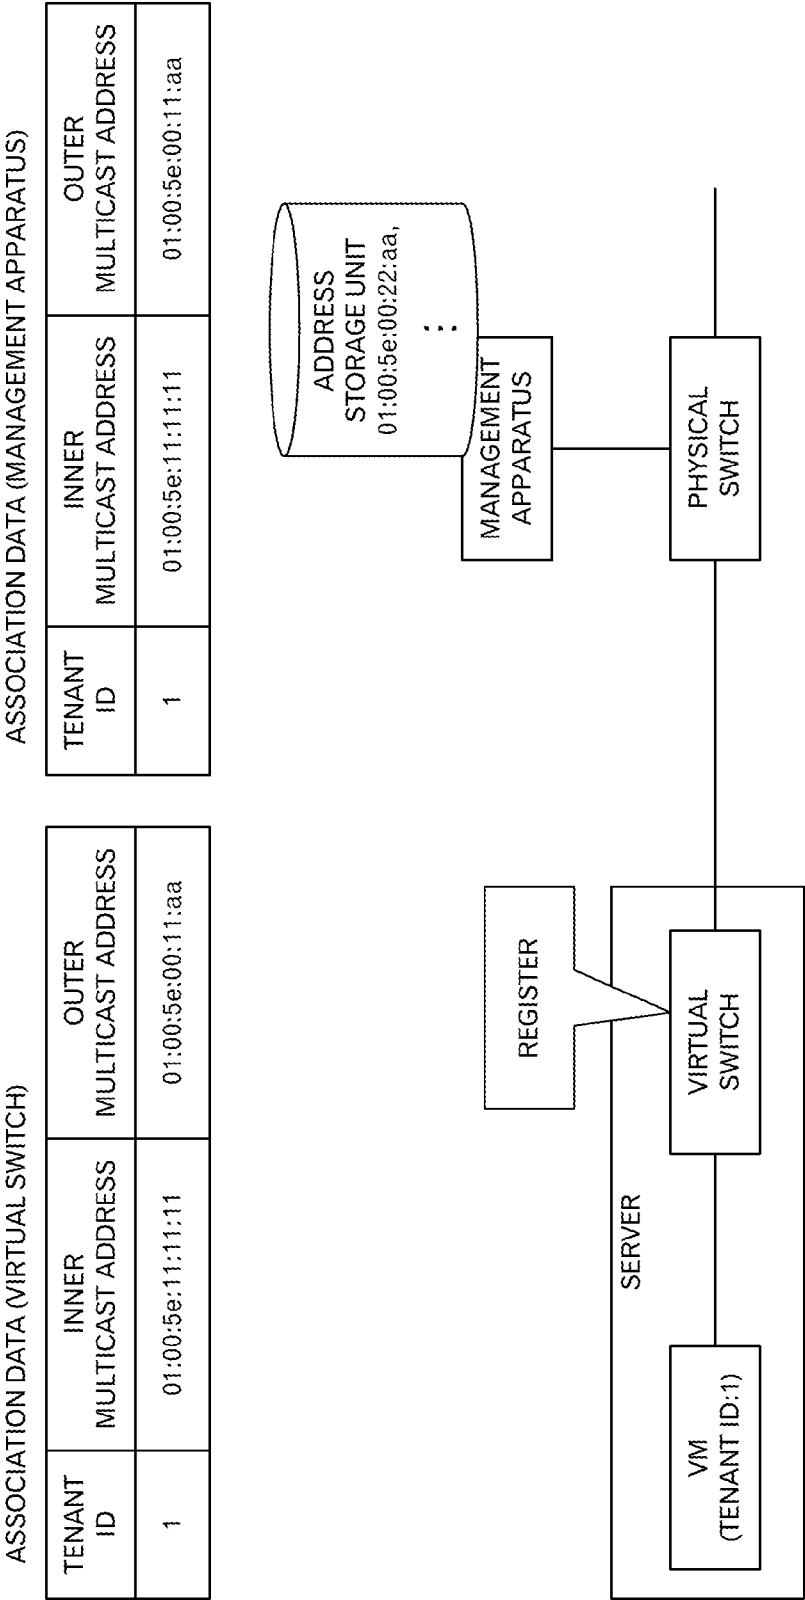 ASSOCIATION DATA (VIRTUAL SWITCH)
TENANT
ID
INNER
MULTICAST ADDRESS
OUTER
MULTICAST ADDRESS
1
01:00:5e:11:11:11
01:00:5e:00:11:aa
ASSOCIATION DATA (MANAGEMENT APPARATUS)
TENANT
ID
INNER
MULTICAST ADDRESS
OUTER
MULTICAST ADDRESS
1
01:00:5e:11:11:11
01:00:5e:00:11:aa
ADDRESS
STORAGE UNIT
01:00:5e:00:22:aa,
⋮
MANAGEMENT
APPARATUS
REGISTER
SERVER
VM
(TENANT ID:1)
VIRTUAL
SWITCH
PHYSICAL
SWITCH